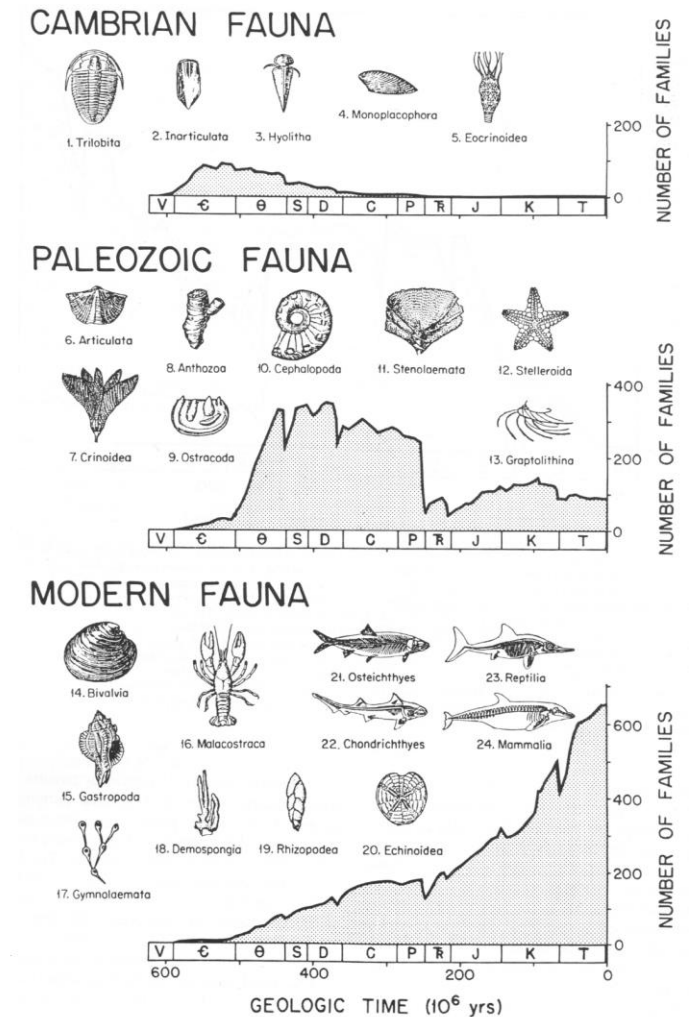 CAMBRIAN FAUNA
1. Trilobita
2. Inarticulata
3. Hyolitha
4. Monoplacophora
5. Eocrinoidea
200
0
NUMBER OF FAMILIES
V Ꞓ Ɵ S D C P Ꞃ J K T
PALEOZOIC FAUNA
6. Articulata
8. Anthozoa
10. Cephalopoda
11. Stenolaemata
12. Stelleroida
7. Crinoidea
9. Ostracoda
13. Graptolithina
400
200
0
NUMBER OF FAMILIES
V Ꞓ Ɵ S D C P Ꞃ J K T
MODERN FAUNA
14. Bivalvia
16. Malacostraca
21. Osteichthyes
23. Reptilia
22. Chondrichthyes
24. Mammalia
15. Gastropoda
18. Demospongia
19. Rhizopodea
20. Echinoidea
17. Gymnolaemata
600
400
200
0
NUMBER OF FAMILIES
V Ꞓ Ɵ S D C P Ꞃ J K T
600 400 200 0
GEOLOGIC TIME (10⁶ yrs)